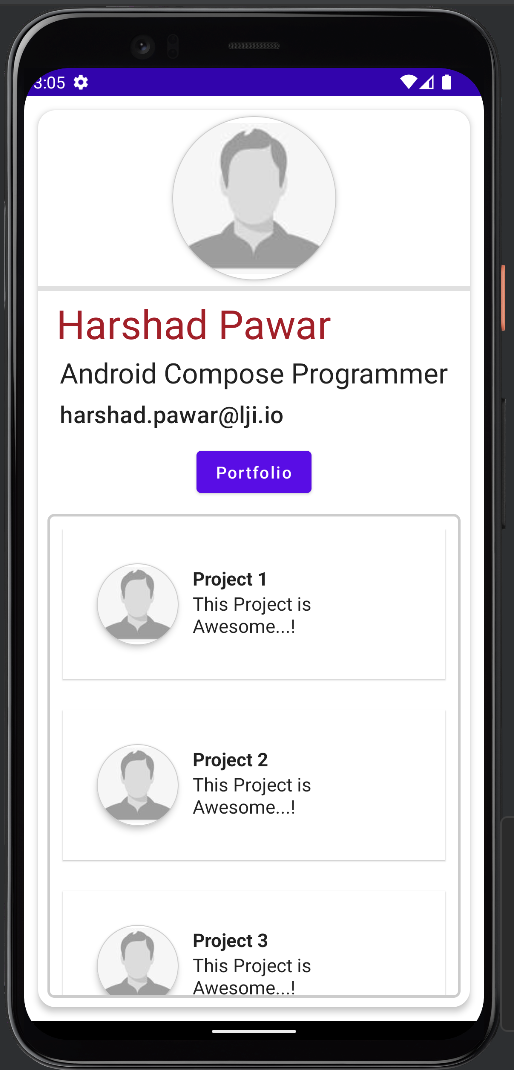 3:05
Harshad Pawar
Android Compose Programmer
harshad.pawar@lji.io
Portfolio
Project 1
This Project is
Awesome...!
Project 2
This Project is
Awesome...!
Project 3
This Project is
Awesome...!